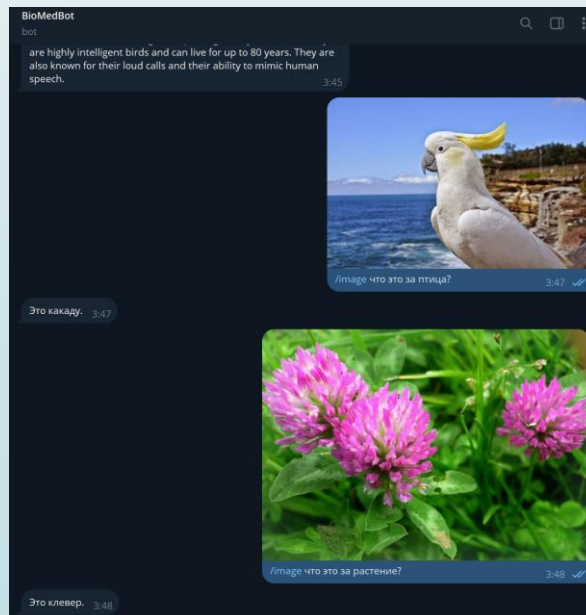 BioMedBot
bot
are highly intelligent birds and can live for up to 80 years. They are
also known for their loud calls and their ability to mimic human
speech.
3:45
/image что это за птица?
3:47
Это какаду. 3:47
/image что это за растение?
3:48
Это клевер. 3:48